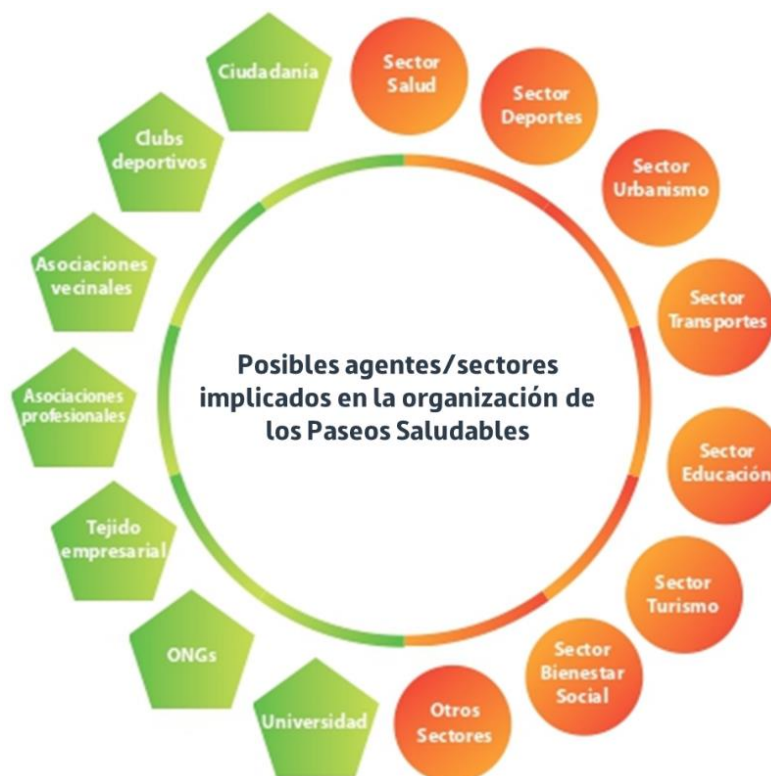 Ciudadanía
Sector
Salud
Sector
Deportes
Clubs
deportivos
Sector
Urbanismo
Asociaciones
vecinales
Sector
Transportes
Posibles agentes/sectores
implicados en la organización de
los Paseos Saludables
Asociaciones
profesionales
Sector
Educación
Tejido
empresarial
Sector
Turismo
ONGs
Sector
Bienestar
Social
Universidad
Otros
Sectores